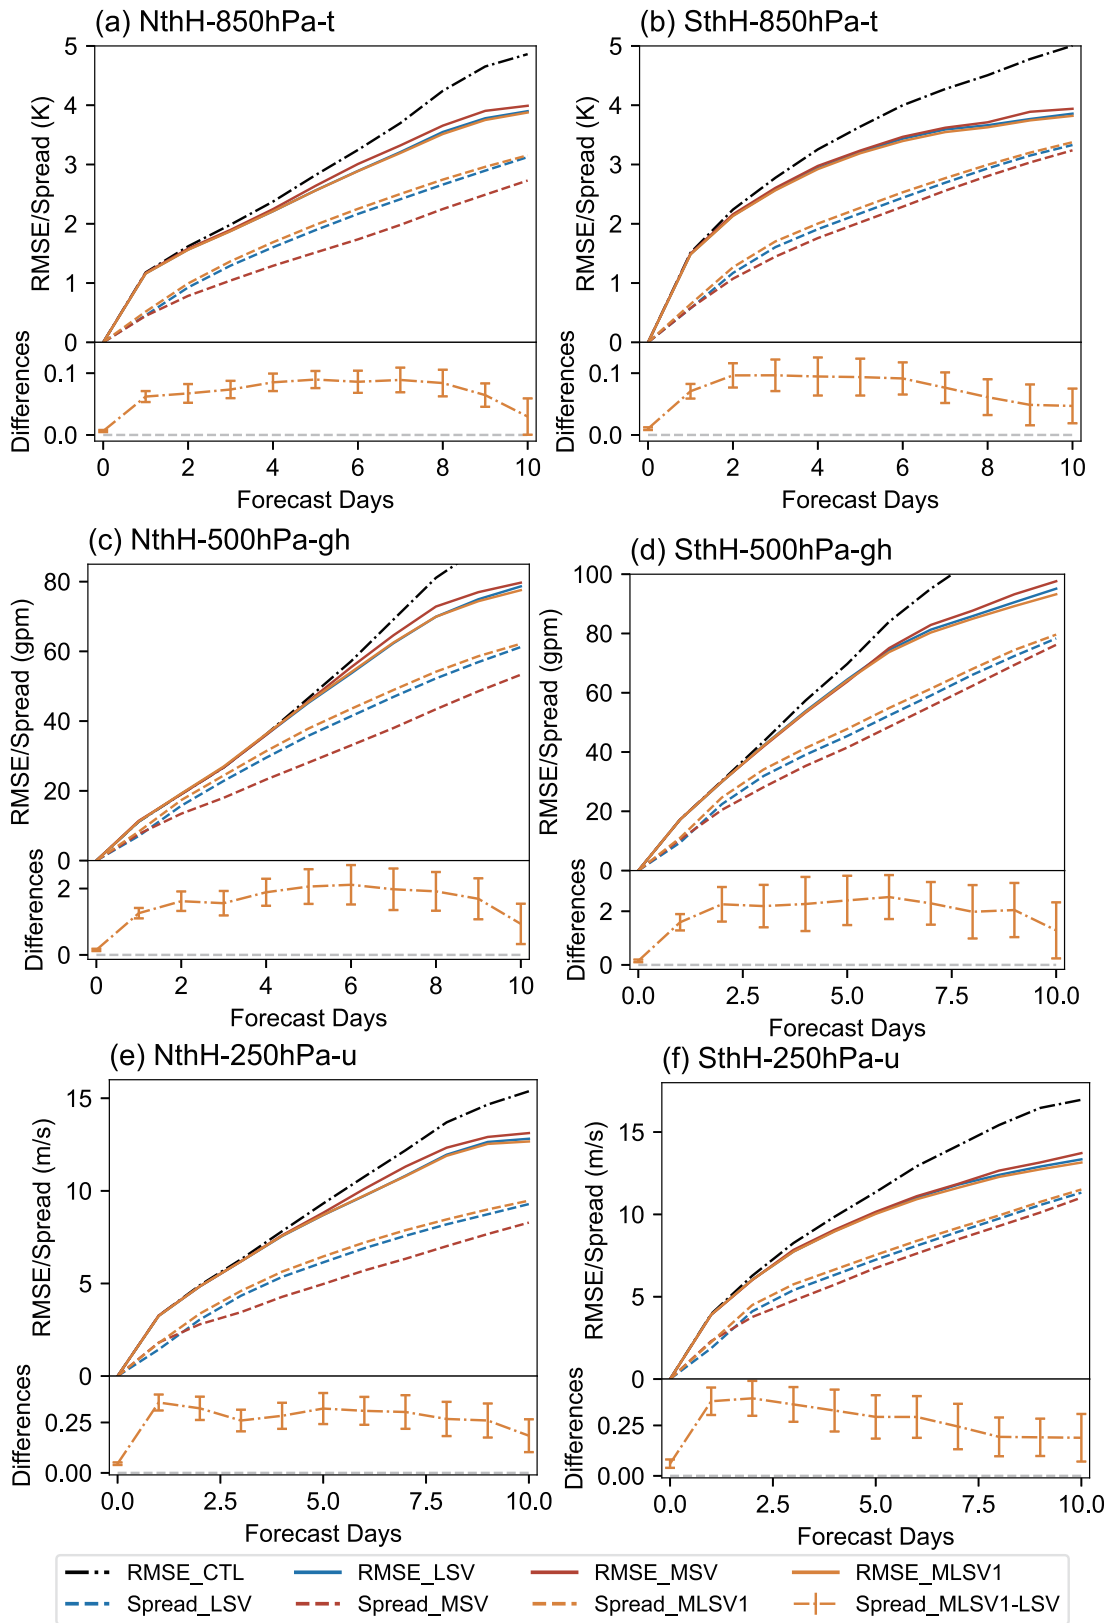 (a) NthH-850hPa-t
(b) SthH-850hPa-t
RMSE/Spread (K)
5
4
3
2
1
0
Differences
0.1
0.0
0 2 4 6 8 10
Forecast Days
RMSE/Spread (K)
5
4
3
2
1
0
Differences
0.1
0.0
0 2 4 6 8 10
Forecast Days
(c) NthH-500hPa-gh
(d) SthH-500hPa-gh
RMSE/Spread (gpm)
80
60
40
20
0
Differences
2
0
0 2 4 6 8 10
Forecast Days
RMSE/Spread (gpm)
100
80
60
40
20
0
Differences
2
0
0.0 2.5 5.0 7.5 10.0
Forecast Days
(e) NthH-250hPa-u
(f) SthH-250hPa-u
RMSE/Spread (m/s)
15
10
5
0
Differences
0.25
0.00
0.0 2.5 5.0 7.5 10.0
Forecast Days
RMSE/Spread (m/s)
15
10
5
0
Differences
0.25
0.00
0.0 2.5 5.0 7.5 10.0
Forecast Days
RMSE_CTL RMSE_LSV RMSE_MSV RMSE_MLSV1
Spread_LSV Spread_MSV Spread_MLSV1 Spread_MLSV1-LSV